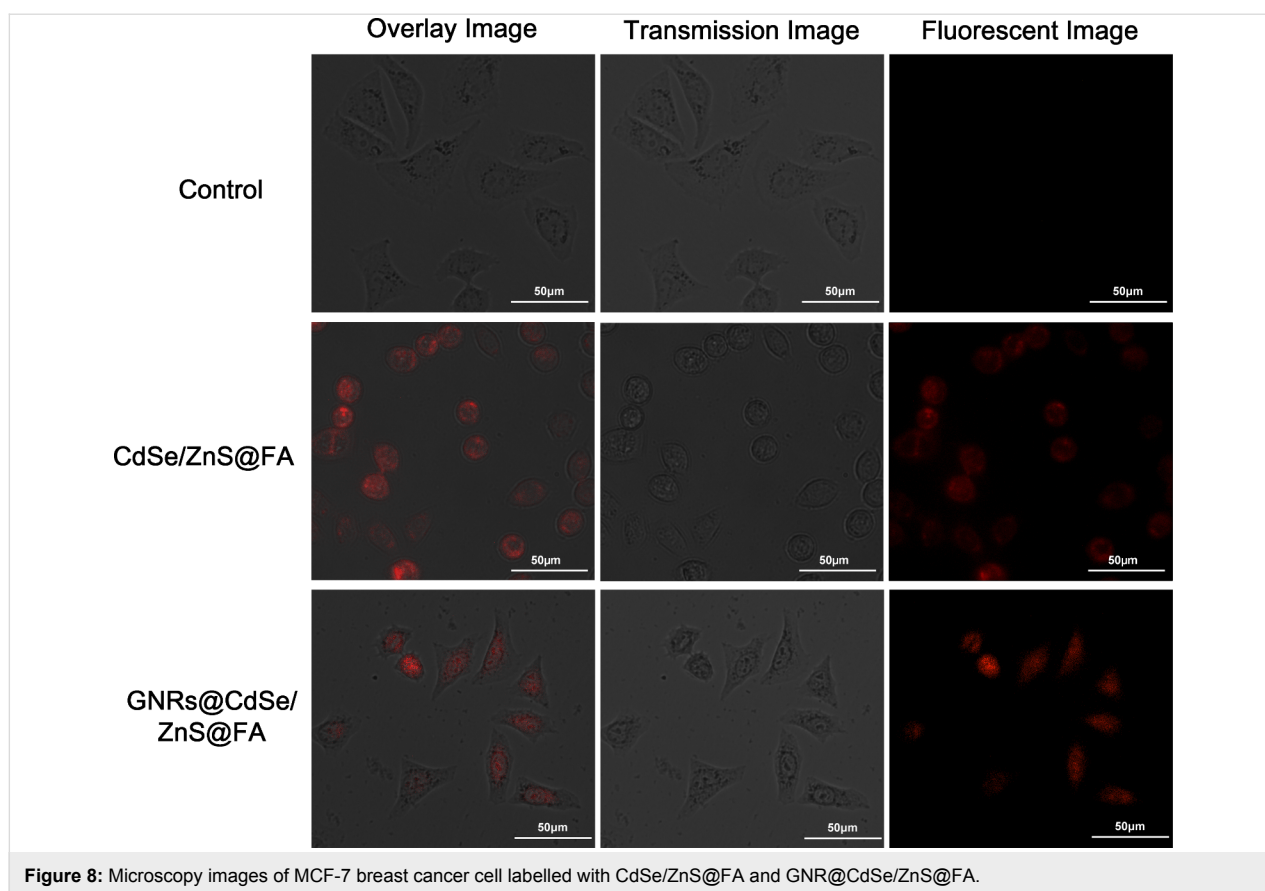 Overlay Image
Transmission Image
Fluorescent Image
Control
50µm
50µm
50µm
CdSe/ZnS@FA
50µm
50µm
50µm
GNRs@CdSe/
ZnS@FA
50µm
50µm
50µm
Figure 8: Microscopy images of MCF-7 breast cancer cell labelled with CdSe/ZnS@FA and GNR@CdSe/ZnS@FA.